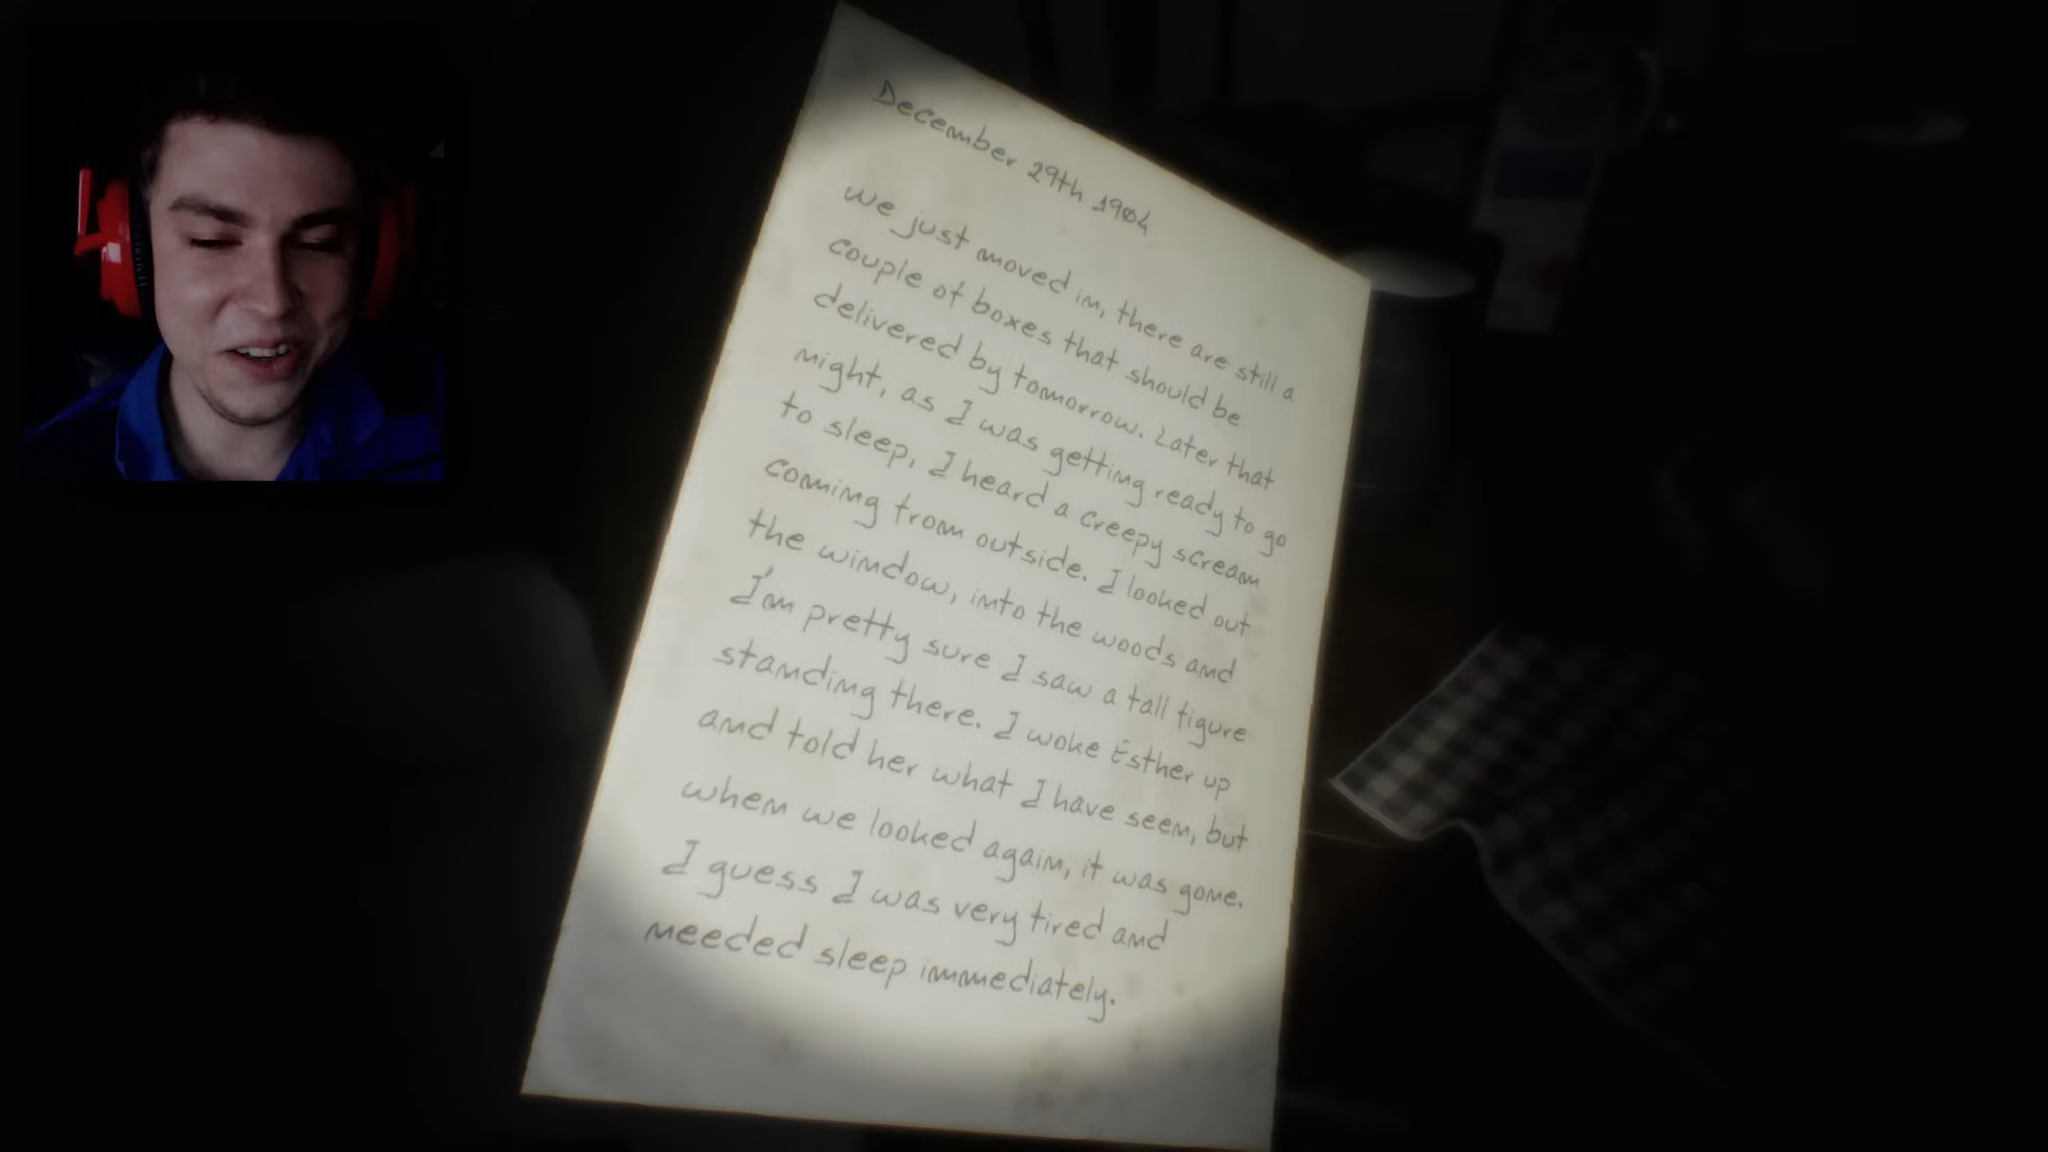 December 29th 1904
we just moved in, there are still a
couple of boxes that should be
delivered by tomorrow. Later that
night, as I was getting ready to go
to sleep, I heard a creepy scream
coming from outside. I looked out
the window, into the woods and
I'm pretty sure I saw a tall figure
standing there. I woke Esther up
and told her what I have seen, but
when we looked again, it was gone.
I guess I was very tired and
needed sleep immediately.